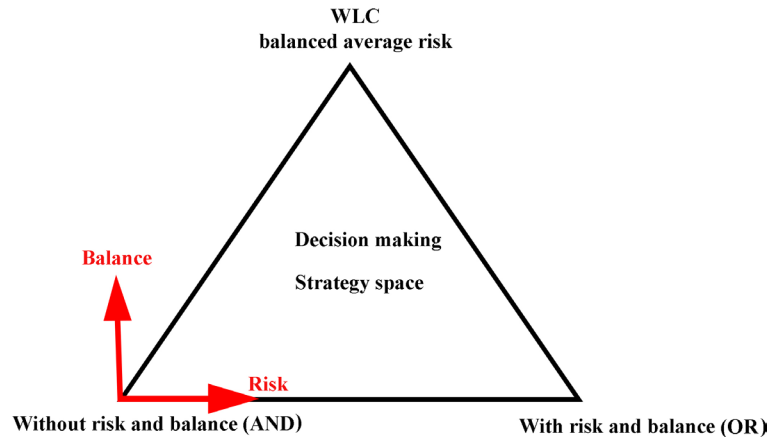 WLC
balanced average risk
Decision making
Balance
Strategy space
Risk
Without risk and balance (AND)
With risk and balance (OR)